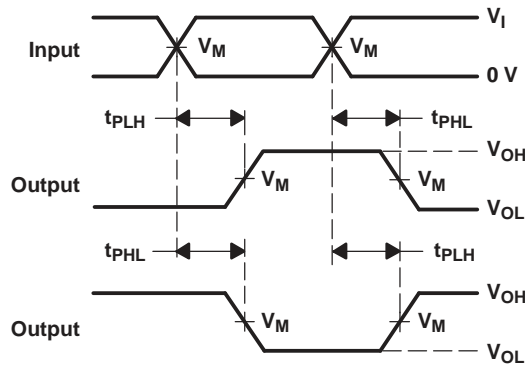 V_I
Input V_M V_M
0 V
t_PLH t_PHL
V_OH
Output V_M V_M
V_OL
t_PHL t_PLH
V_OH
Output V_M V_M
V_OL